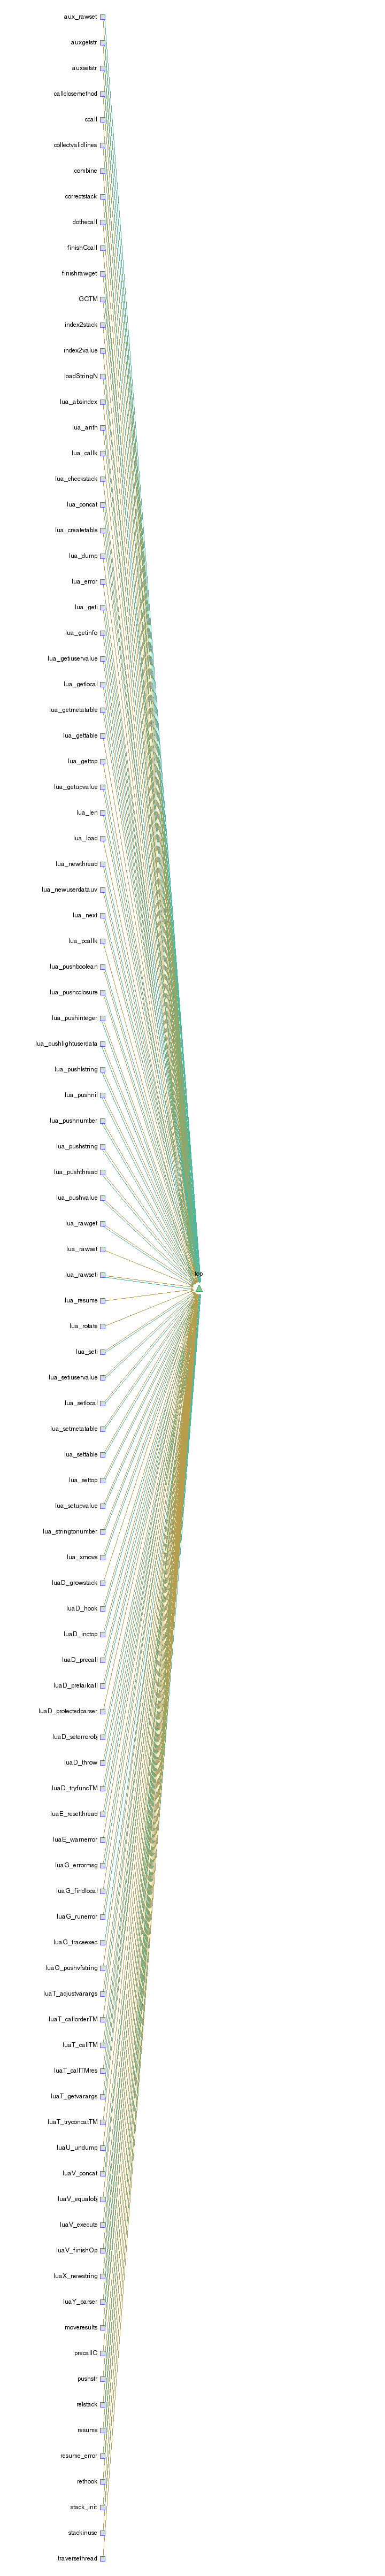 aux_rawset
auxgetstr
auxsetstr
callclosemethod
ccall
collectvalidlines
combine
correctstack
dothecall
finishCcall
finishrawget
GCTM
index2stack
index2value
loadStringN
lua_absindex
lua_arith
lua_callk
lua_checkstack
lua_concat
lua_createtable
lua_dump
lua_error
lua_geti
lua_getinfo
lua_getiuservalue
lua_getlocal
lua_getmetatable
lua_gettable
lua_gettop
lua_getupvalue
lua_len
lua_load
lua_newthread
lua_newuserdatauv
lua_next
lua_pcallk
lua_pushboolean
lua_pushcclosure
lua_pushinteger
lua_pushlightuserdata
lua_pushlstring
lua_pushnil
lua_pushnumber
lua_pushstring
lua_pushthread
lua_pushvalue
lua_rawget
lua_rawset
top
lua_rawseti
lua_resume
lua_rotate
lua_seti
lua_setiuservalue
lua_setlocal
lua_setmetatable
lua_settable
lua_settop
lua_setupvalue
lua_stringtonumber
lua_xmove
luaD_growstack
luaD_hook
luaD_inctop
luaD_precall
luaD_pretailcall
luaD_protectedparser
luaD_seterrorobj
luaD_throw
luaD_tryfuncTM
luaE_resetthread
luaE_warnerror
luaG_errormsg
luaG_findlocal
luaG_runerror
luaG_traceexec
luaO_pushvfstring
luaT_adjustvarargs
luaT_callorderTM
luaT_callTM
luaT_callTMres
luaT_getvarargs
luaT_tryconcatTM
luaU_undump
luaV_concat
luaV_equalobj
luaV_execute
luaV_finishOp
luaX_newstring
luaY_parser
moveresults
precallC
pushstr
relstack
resume
resume_error
rethook
stack_init
stackinuse
traversethread